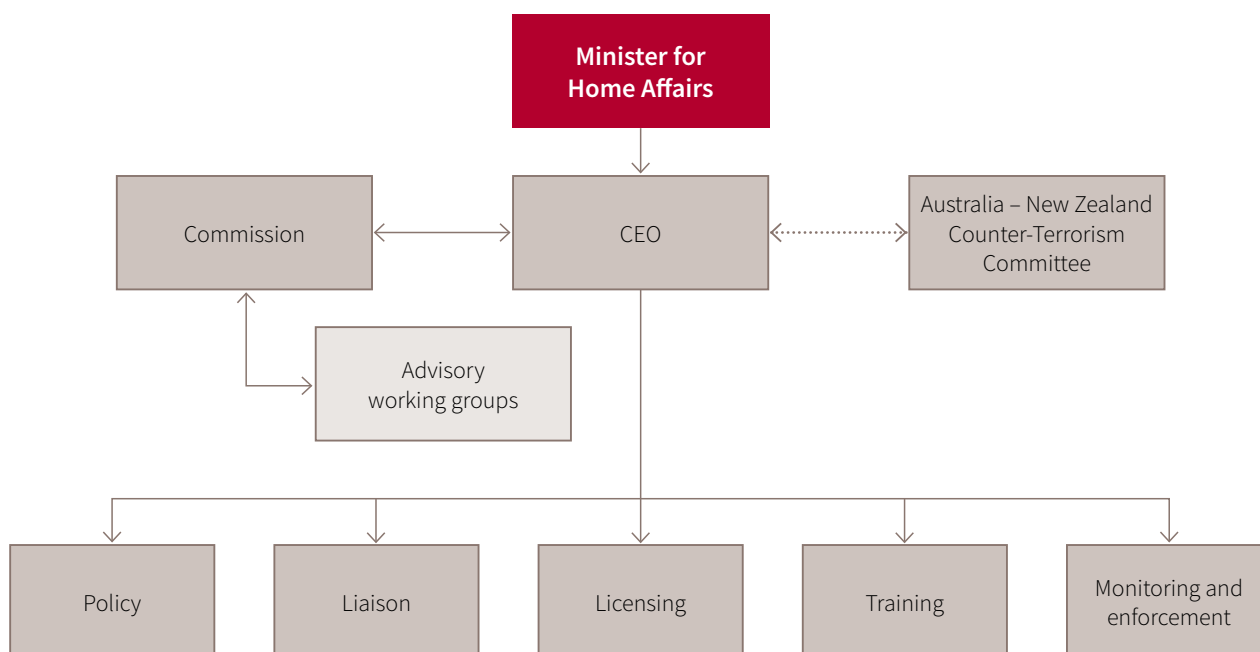 Minister for
Home Affairs
Commission
CEO
Australia – New Zealand
Counter-Terrorism
Committee
Advisory
working groups
Policy
Liaison
Licensing
Training
Monitoring and
enforcement